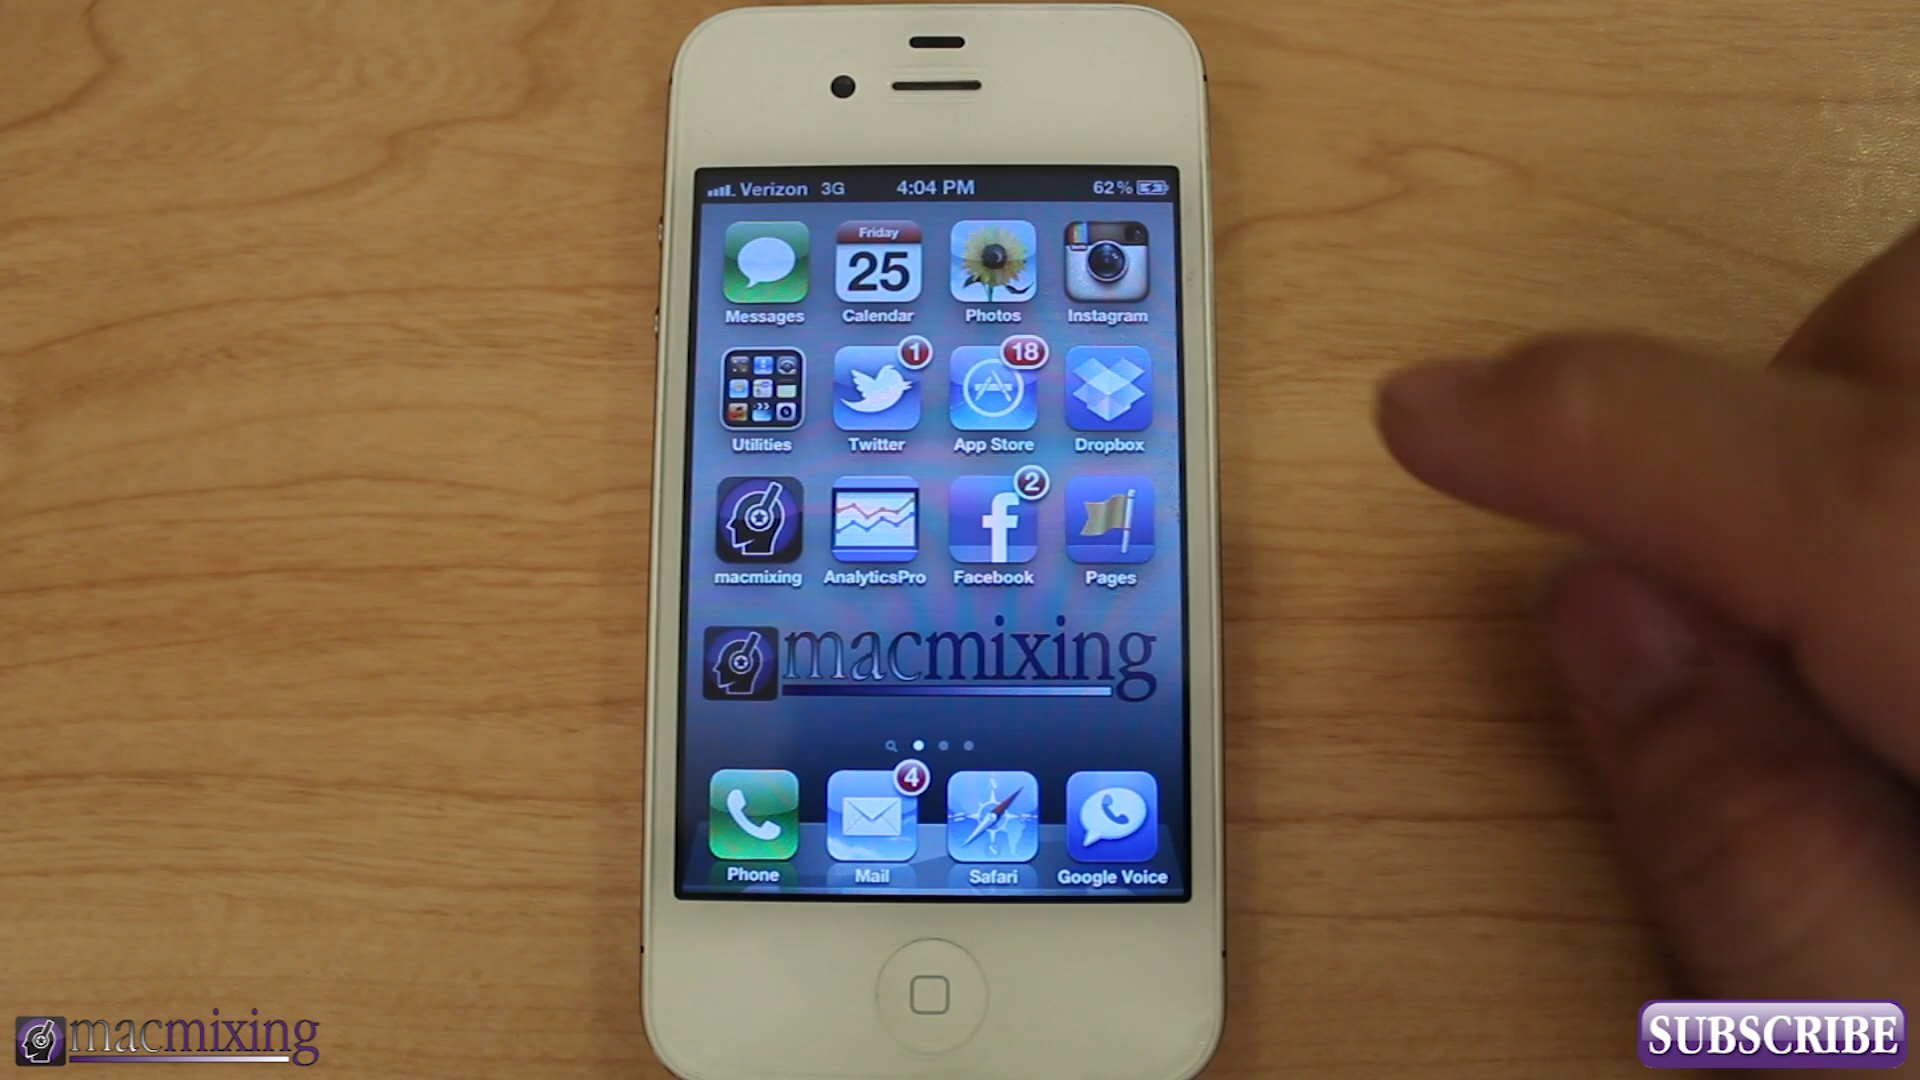 Verizon 3G 4:04 PM 62%
Friday
25
Messages Calendar Photos Instagram
1 18
Utilities Twitter App Store Dropbox
2
macmixing AnalyticsPro Facebook Pages
macmixing
4
Phone Mail Safari Google Voice
macmixing
SUBSCRIBE